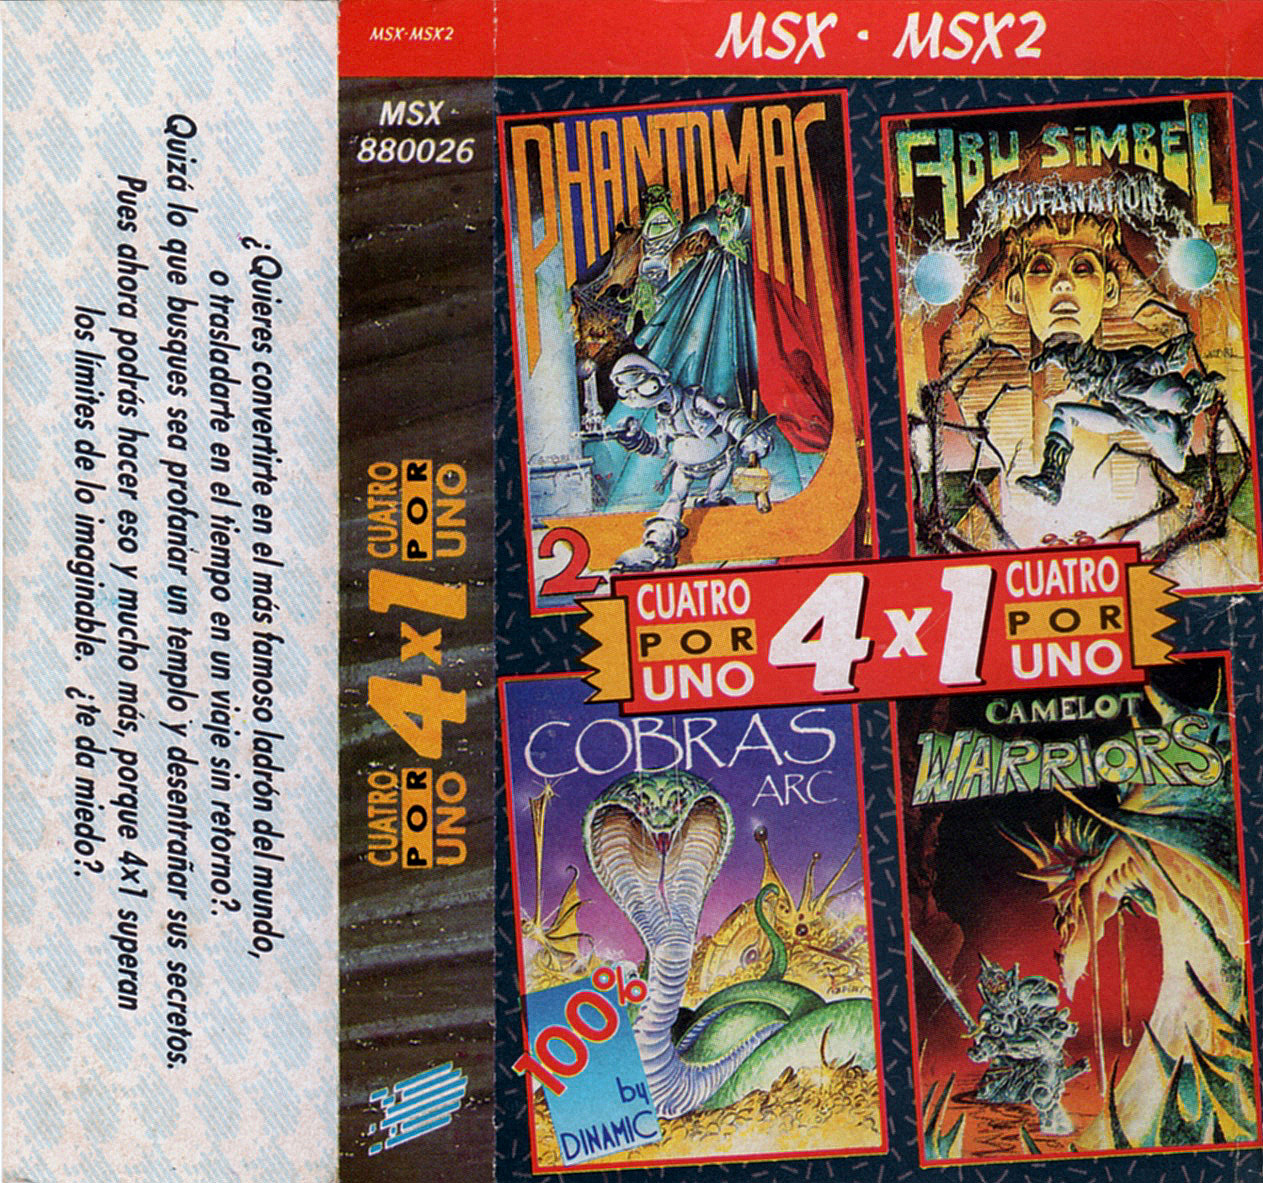 ¿Quieres convertirte en el más famoso ladrón del mundo,
o trasladarte en el tiempo en un viaje sin retorno?.
Quizá lo que busques sea profanar un templo y desentrañar sus secretos.
Pues ahora podrás hacer eso y mucho más, porque 4x1 superan
los límites de lo imaginable. ¿te da miedo?.
MSX·MSX2
MSX -
880026
CUATRO
POR
UNO
4x1
CUATRO
POR
UNO
MSX · MSX2
PHANTOMAS
2
ABU SiMBEL
PROFANATION
CUATRO
POR
UNO
4x1
CUATRO
POR
UNO
COBRAS
ARC
100%
by
DINAMIC
CAMELOT
WARRIORS